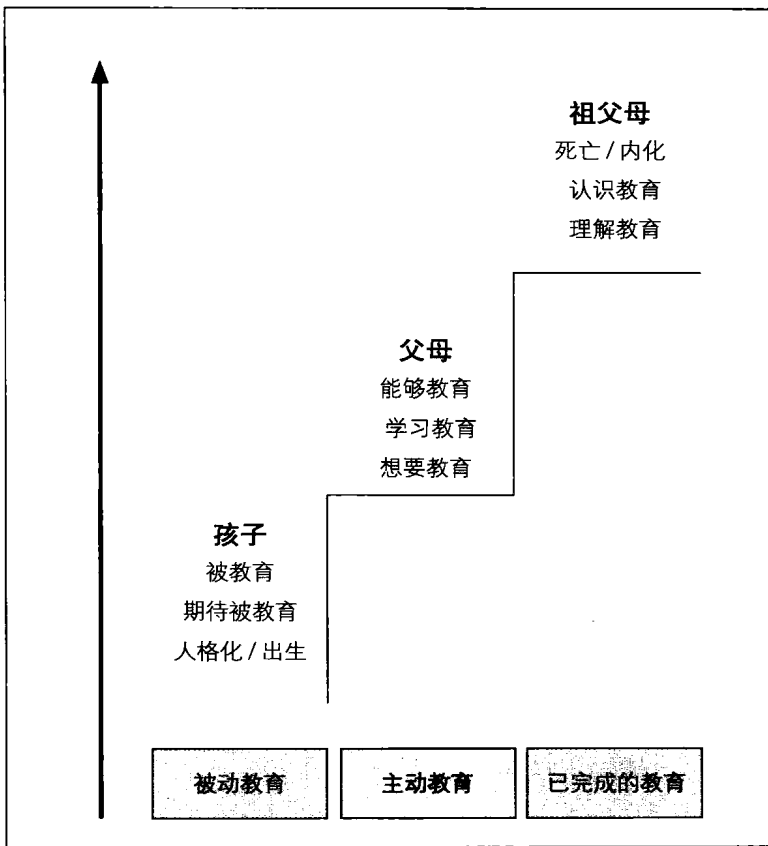 祖父母
死亡 / 内化
认识教育
理解教育
父母
能够教育
学习教育
想要教育
孩子
被教育
期待被教育
人格化 / 出生
被动教育
主动教育
已完成的教育